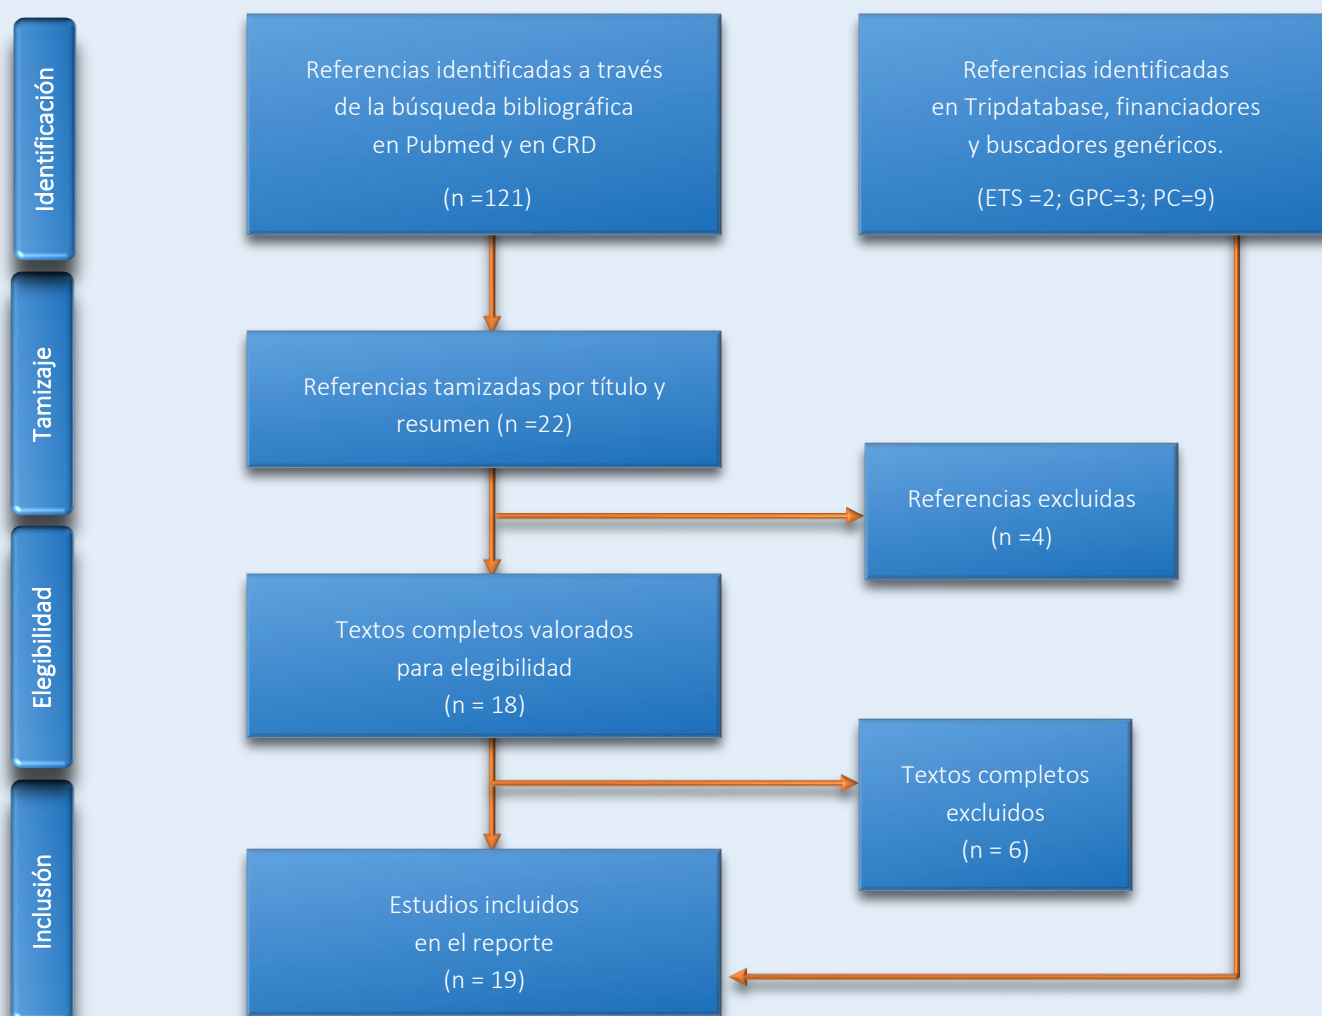 Identificación
Referencias identificadas a través
de la búsqueda bibliográfica
en Pubmed y en CRD
(n =121)
Referencias identificadas
en Tripdatabase, financiadores
y buscadores genéricos.
(ETS =2; GPC=3; PC=9)
Tamizaje
Referencias tamizadas por título y
resumen (n =22)
Referencias excluidas
(n =4)
Elegibilidad
Textos completos valorados
para elegibilidad
(n = 18)
Textos completos
excluidos
(n = 6)
Inclusión
Estudios incluidos
en el reporte
(n = 19)